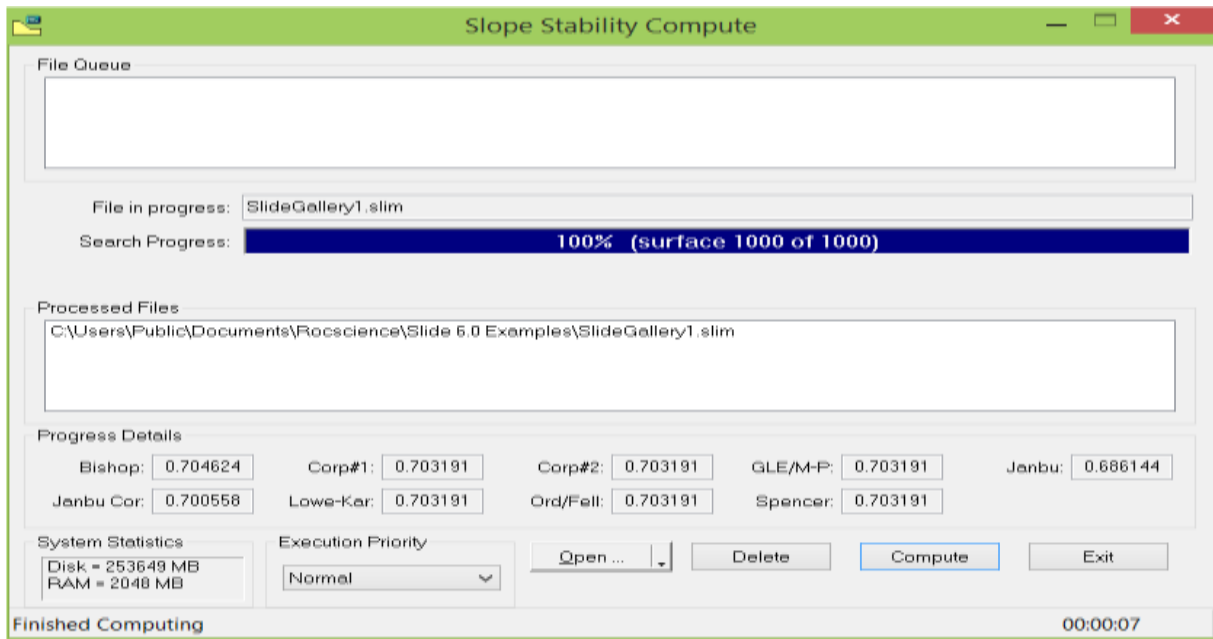 Slope Stability Compute
File Queue
File in progress: SlideGallery1.slim
Search Progress: 100% (surface 1000 of 1000)
Processed Files
C:\Users\Public\Documents\Rocscience\Slide 6.0 Examples\SlideGallery1.slim
Progress Details
Bishop: 0.704624 Corp#1: 0.703191 Corp#2: 0.703191 GLE/M-P: 0.703191 Janbu: 0.686144
Janbu Cor: 0.700558 Lowe-Kar: 0.703191 Ord/Fell: 0.703191 Spencer: 0.703191
System Statistics
Disk = 253649 MB
RAM = 2048 MB
Execution Priority
Normal
Open ... Delete Compute Exit
Finished Computing 00:00:07